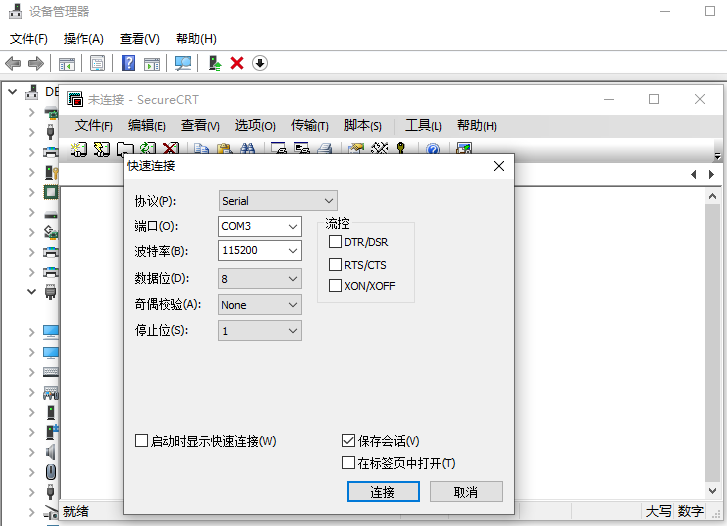 设备管理器
文件(F) 操作(A) 查看(V) 帮助(H)
DE
未连接 - SecureCRT
文件(F) 编辑(E) 查看(V) 选项(O) 传输(T) 脚本(S) 工具(L) 帮助(H)
快速连接
协议(P): Serial
端口(O): COM3
波特率(B): 115200
数据位(D): 8
奇偶校验(A): None
停止位(S): 1
流控
DTR/DSR
RTS/CTS
XON/XOFF
启动时显示快速连接(W)
保存会话(V)
在标签页中打开(T)
连接 取消
就绪 大写 数字